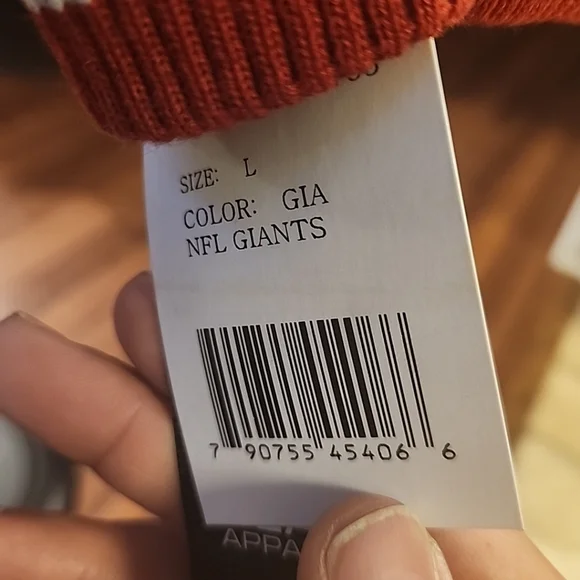 SIZE: L
COLOR: GIA
NFL GIANTS
7 90755 45406 6